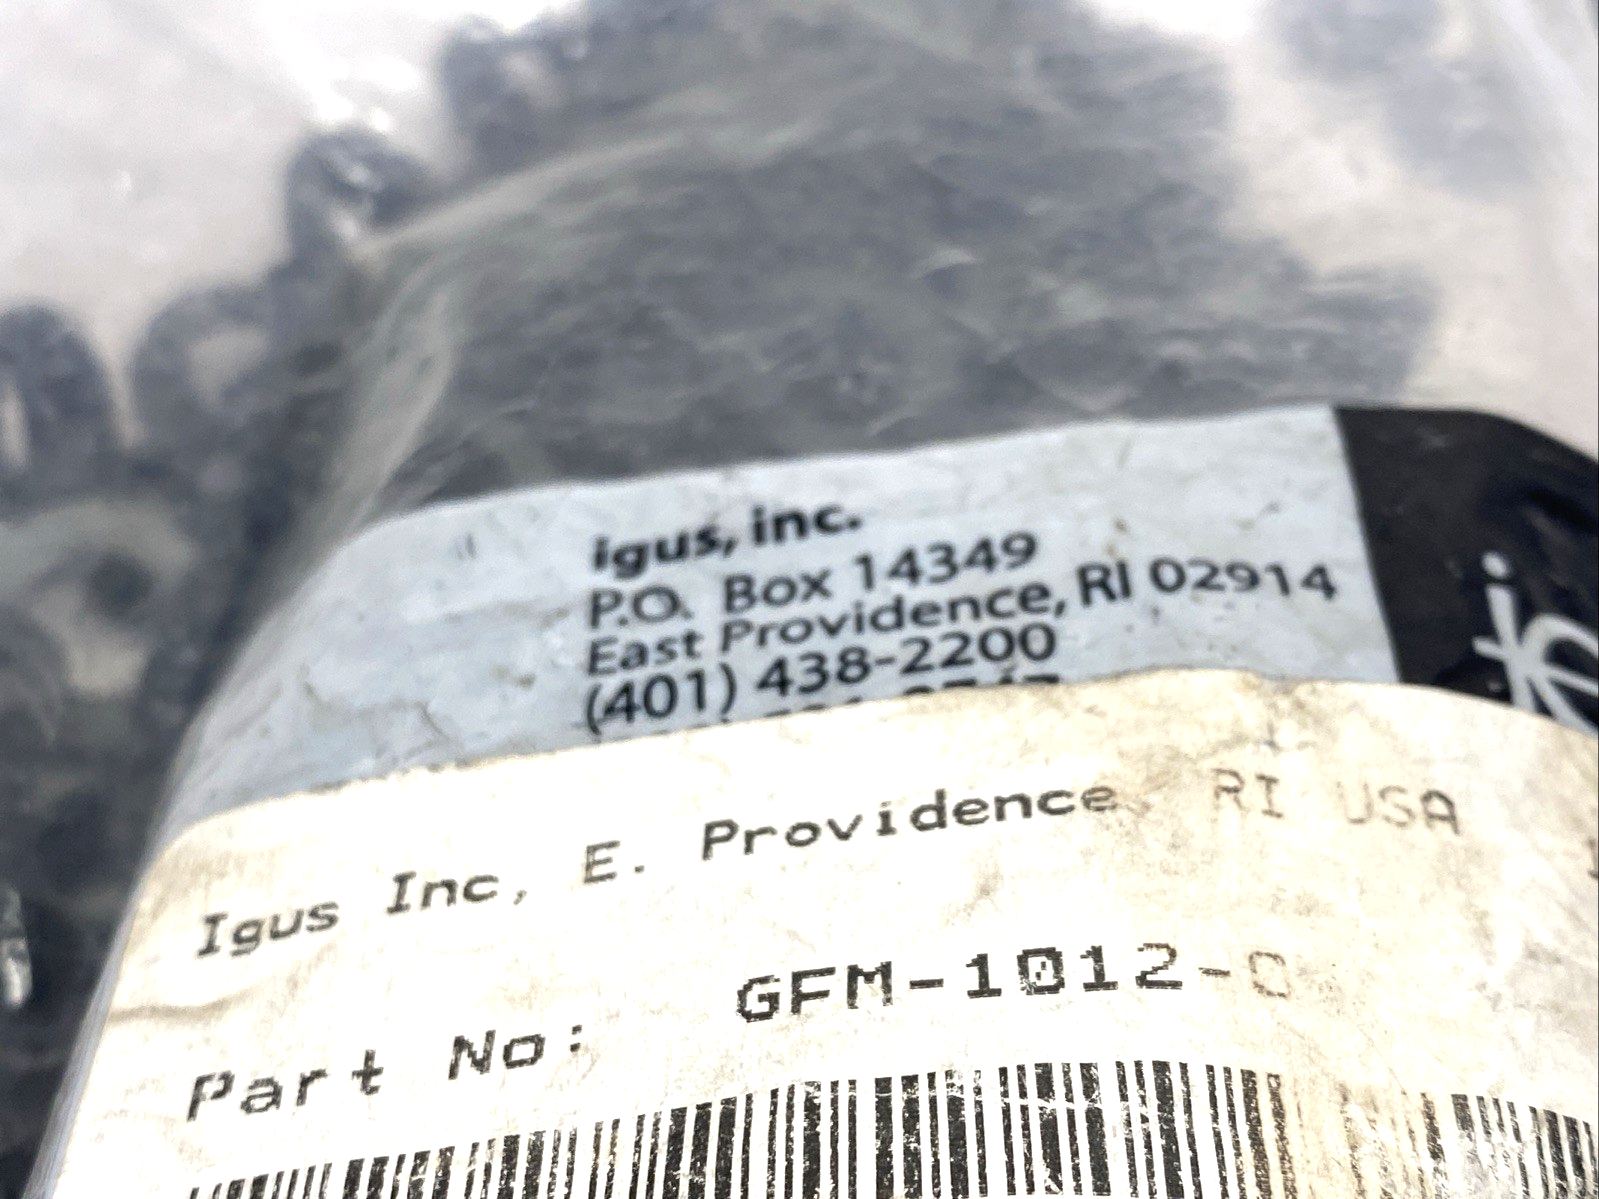 igus, inc.
P.O. Box 14349
East Providence, RI 02914
(401) 438-2200
Igus Inc, E. Providence RI USA
Part No: GFM-1012-